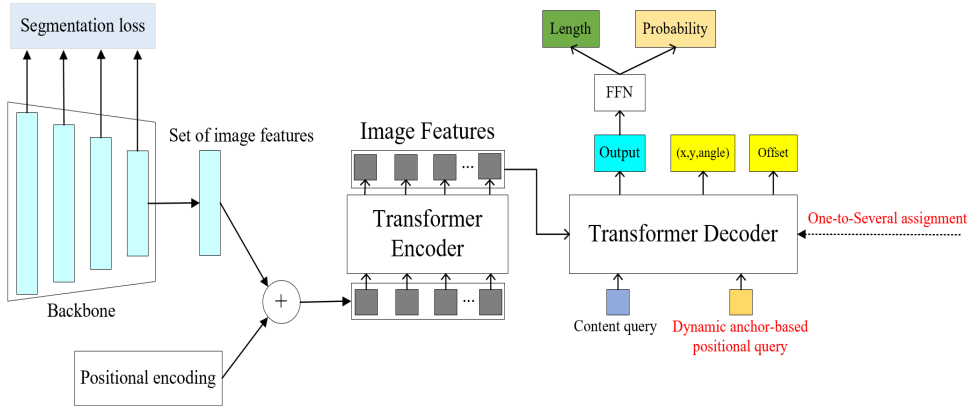 Segmentation loss
Length
Probability
FFN
Set of image features
Image Features
Output
(x,y,angle)
Offset
...
Transformer
Encoder
Transformer Decoder
One-to-Several assignment
+
...
Backbone
Content query
Dynamic anchor-based
positional query
Positional encoding